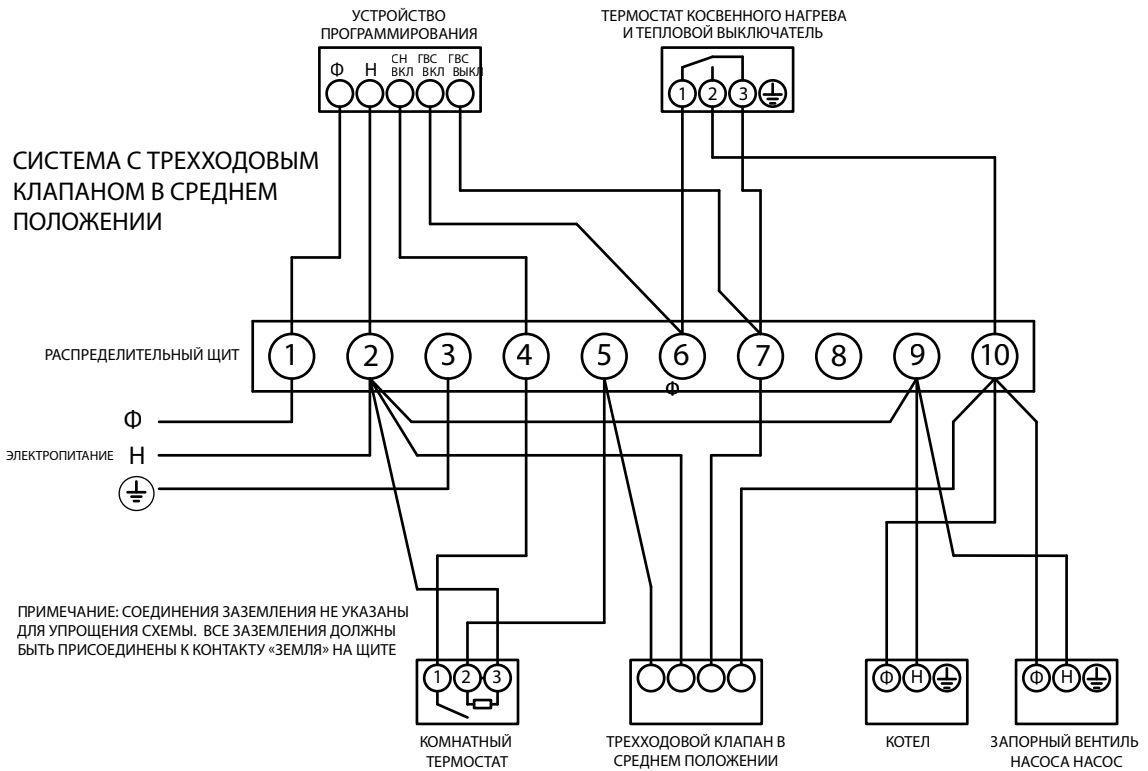 УСТРОЙСТВО
ПРОГРАММИРОВАНИЯ
ТЕРМОСТАТ КОСВЕННОГО НАГРЕВА
И ТЕПЛОВОЙ ВЫКЛЮЧАТЕЛЬ
Ф Н СН ВКЛ ГВС ВКЛ ГВС ВЫКЛ
1 2 3
СИСТЕМА С ТРЕХХОДОВЫМ
КЛАПАНОМ В СРЕДНЕМ
ПОЛОЖЕНИИ
РАСПРЕДЕЛИТЕЛЬНЫЙ ЩИТ
1 2 3 4 5 6 7 8 9 10
Ф
Ф
ЭЛЕКТРОПИТАНИЕ Н
ПРИМЕЧАНИЕ: СОЕДИНЕНИЯ ЗАЗЕМЛЕНИЯ НЕ УКАЗАНЫ
ДЛЯ УПРОЩЕНИЯ СХЕМЫ. ВСЕ ЗАЗЕМЛЕНИЯ ДОЛЖНЫ
БЫТЬ ПРИСОЕДИНЕНЫ К КОНТАКТУ «ЗЕМЛЯ» НА ЩИТЕ
1 2 3
Ф Н
Ф Н
КОМНАТНЫЙ
ТЕРМОСТАТ
ТРЕХХОДОВОЙ КЛАПАН В
СРЕДНЕМ ПОЛОЖЕНИИ
КОТЕЛ
ЗАПОРНЫЙ ВЕНТИЛЬ
НАСОСА НАСОС